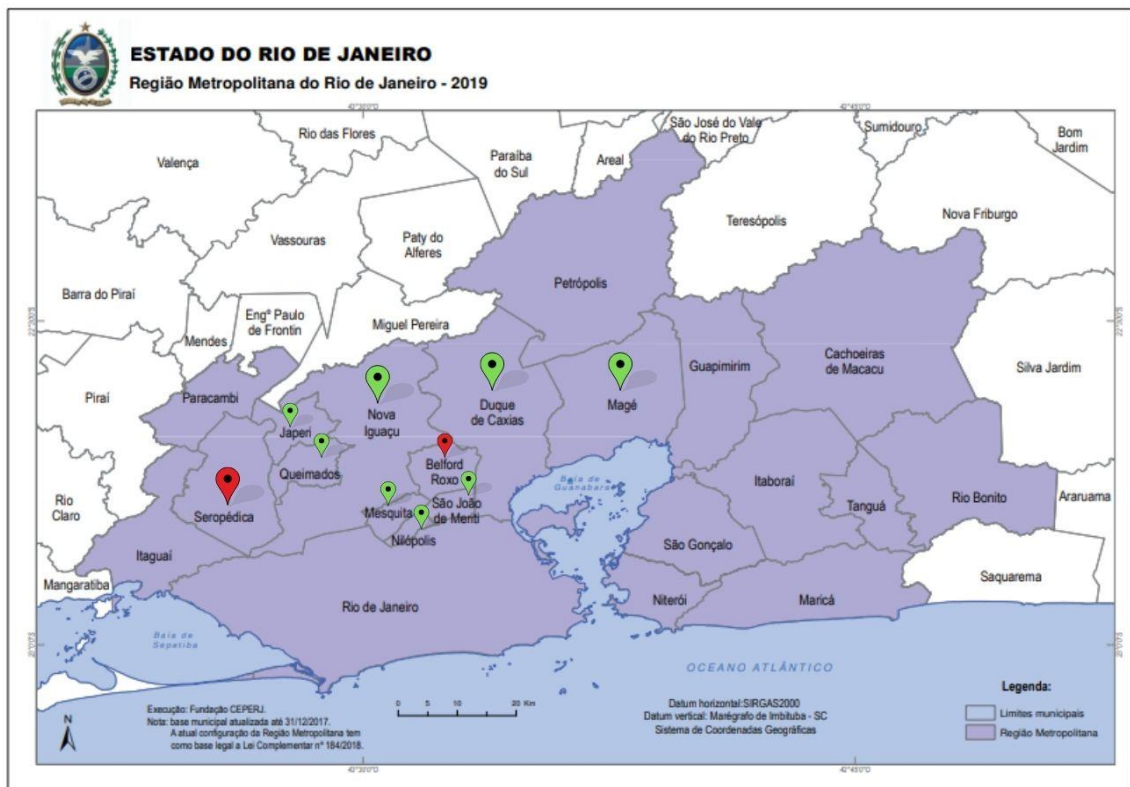 ESTADO DO RIO DE JANEIRO
Região Metropolitana do Rio de Janeiro - 2019
Rio das Flores
Valença
Paraíba
do Sul
Areal
São José do Vale
do Rio Preto
Sumidouro
Bom
Jardim
Vassouras
Paty do
Alferes
Teresópolis
Nova Friburgo
Barra do Piraí
Mendes
Engº Paulo
de Frontin
Miguel Pereira
Petrópolis
Piraí
Paracambi
Japeri
Nova
Iguaçu
Duque
de Caxias
Magé
Guapimirim
Cachoeiras
de Macacu
Silva Jardim
Queimados
Belford
Roxo
Rio
Claro
Seropédica
Mesquita
São João
de Meriti
Nilópolis
Baía de
Guanabara
Itaboraí
Tanguá
Rio Bonito
Araruama
Itaguaí
São Gonçalo
Mangaratiba
Rio de Janeiro
Niterói
Maricá
Saquarema
Baía de
Sepetiba
OCEANO ATLÂNTICO
Execução: Fundação CEPERJ.
Nota: base municipal atualizada até 31/12/2017.
A atual configuração da Região Metropolitana tem
como base legal a Lei Complementar nº 184/2018.
N
0 5 10 20 Km
Datum horizontal:SIRGAS2000
Datum vertical: Marégrafo de Imbituba - SC
Sistema de Coordenadas Geográficas
Legenda:
Limites municipais
Região Metropolitana